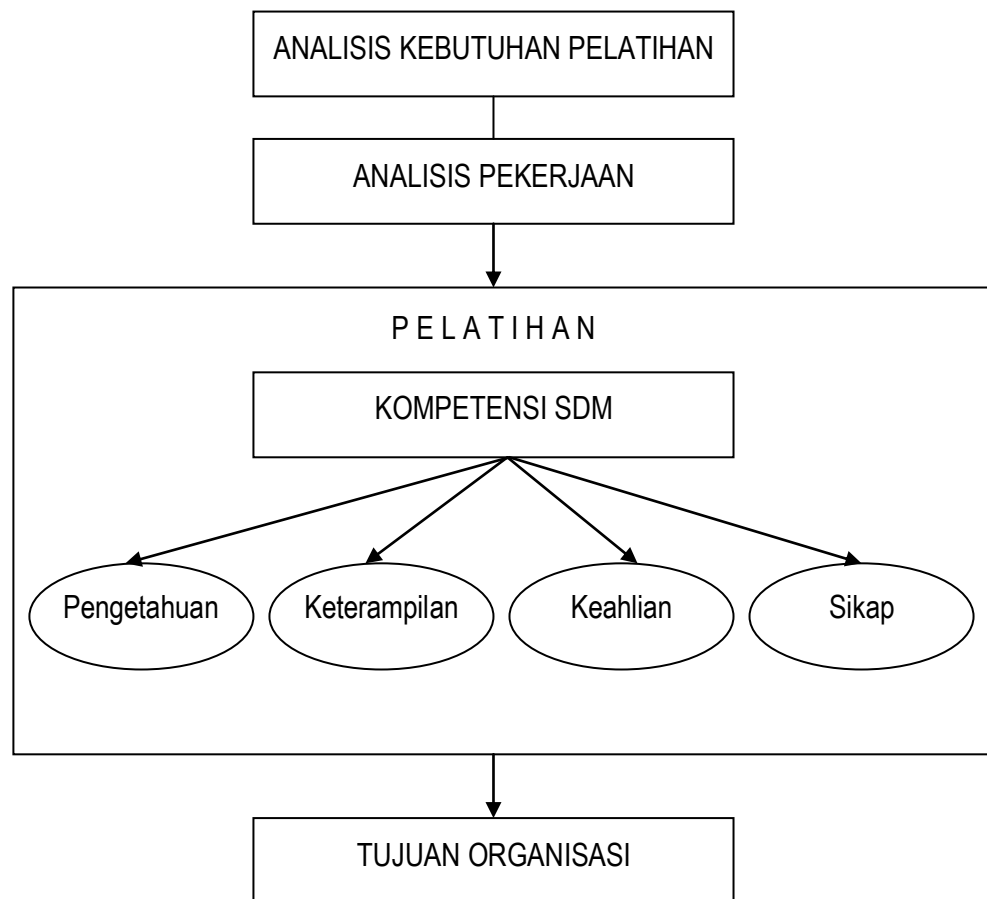 ANALISIS KEBUTUHAN PELATIHAN
ANALISIS PEKERJAAN
P E L A T I H A N
KOMPETENSI SDM
Pengetahuan
Keterampilan
Keahlian
Sikap
TUJUAN ORGANISASI